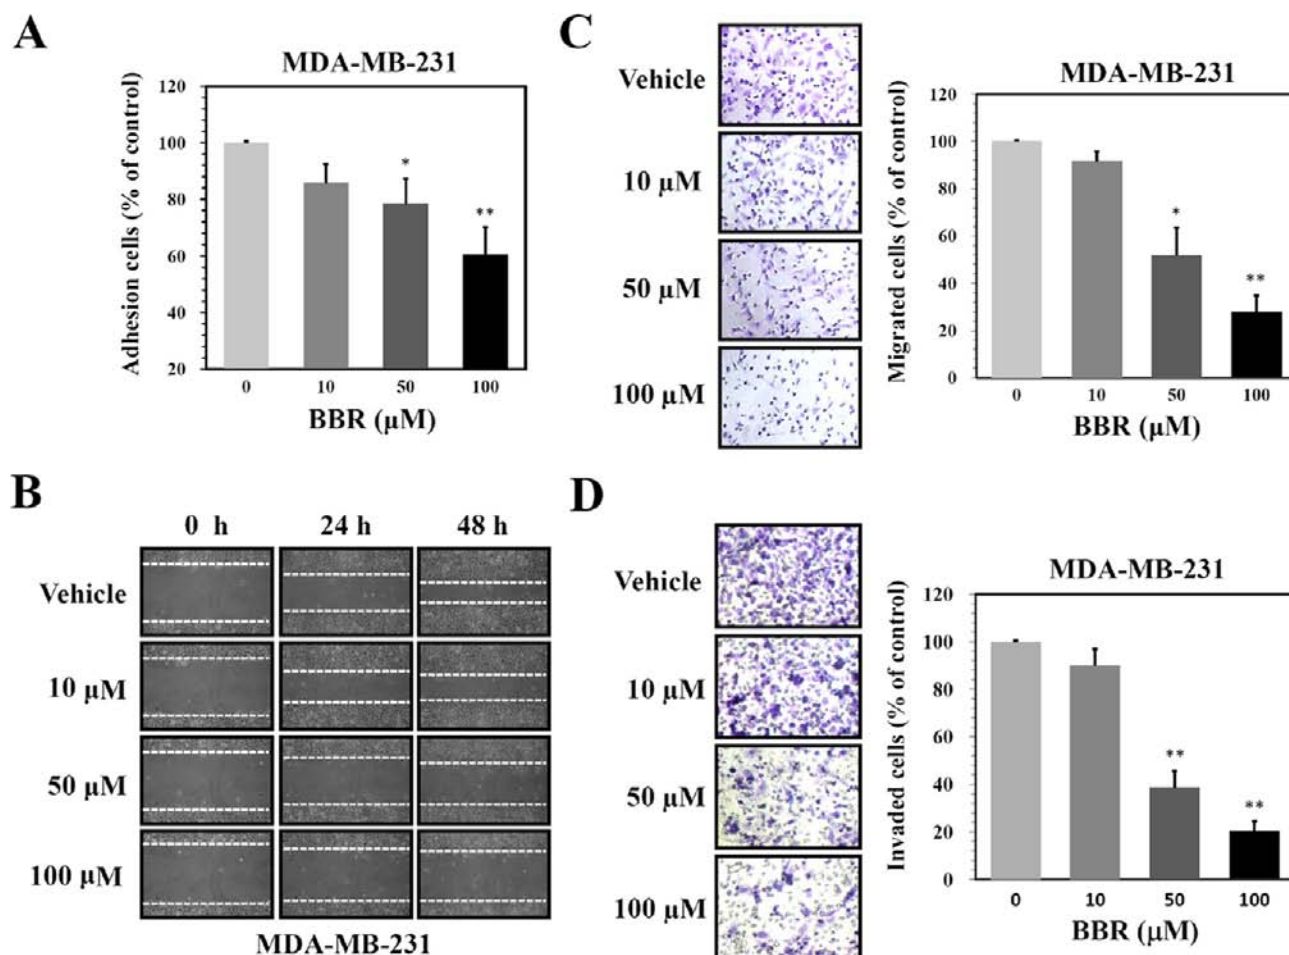 A
MDA-MB-231
Adhesion cells (% of control)
120
100
80
60
40
20
*
**
0 10 50 100
BBR (µM)
B
0 h 24 h 48 h
Vehicle
10 µM
50 µM
100 µM
MDA-MB-231
C
Vehicle
10 µM
50 µM
100 µM
MDA-MB-231
Migrated cells (% of control)
120
100
80
60
40
20
0
*
**
0 10 50 100
BBR (µM)
D
Vehicle
10 µM
50 µM
100 µM
MDA-MB-231
Invaded cells (% of control)
120
100
80
60
40
20
0
**
**
0 10 50 100
BBR (µM)